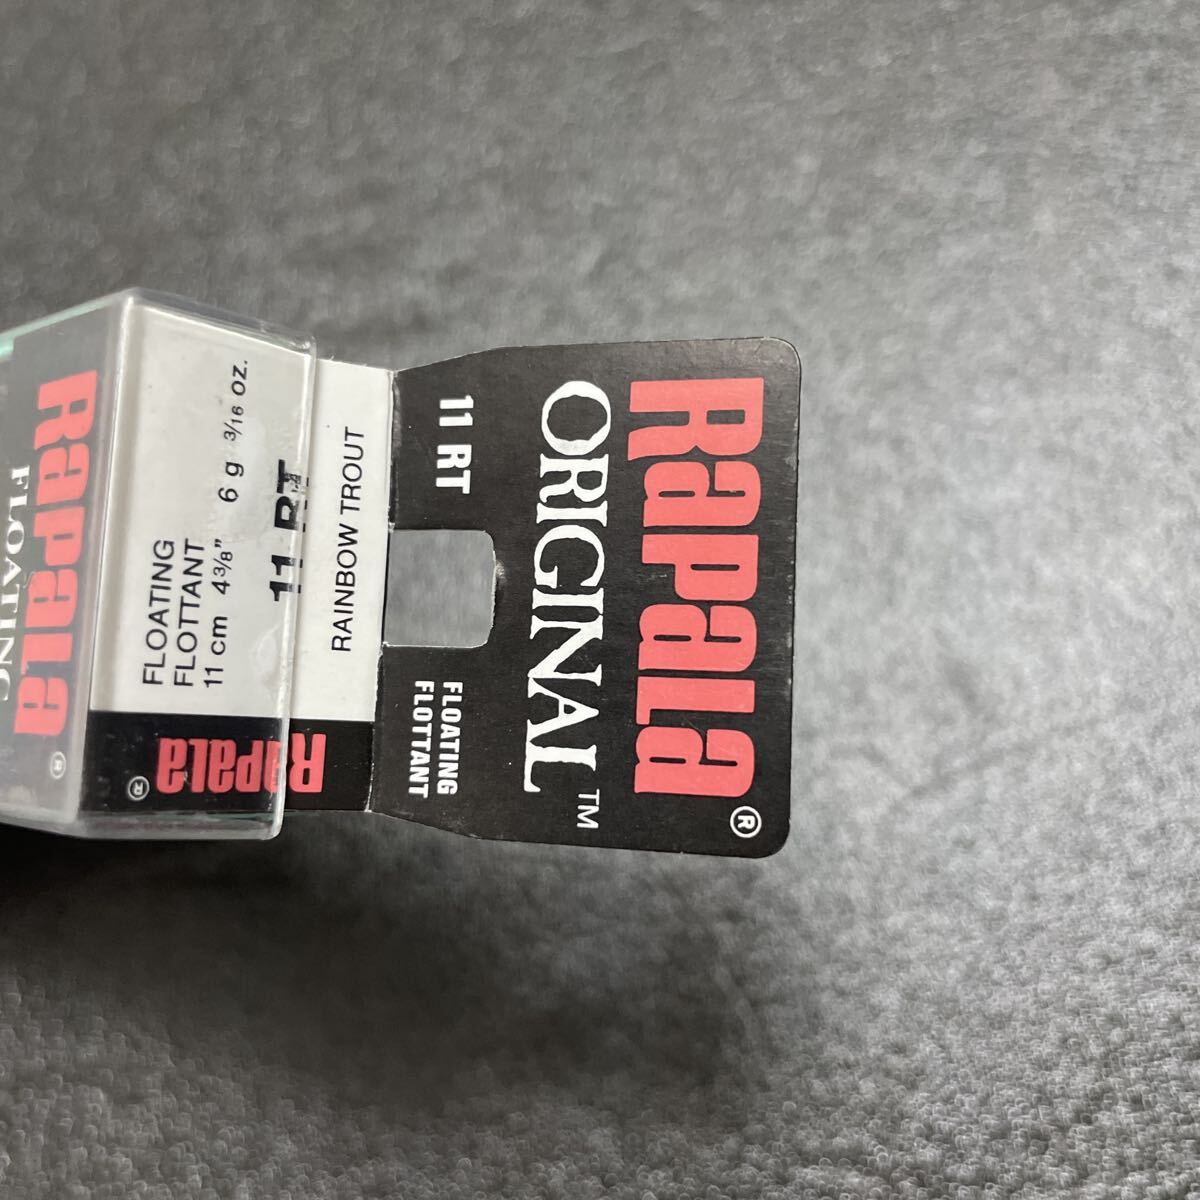 RAPALA®
ORIGINAL™
11 RT
FLOATING
FLOTTANT
RAINBOW TROUT
11 RT
FLOATING
FLOTTANT
11 cm 4 3/8" 6 g 3/16 oz.
RAPALA®
RAPALA®
FLOATING